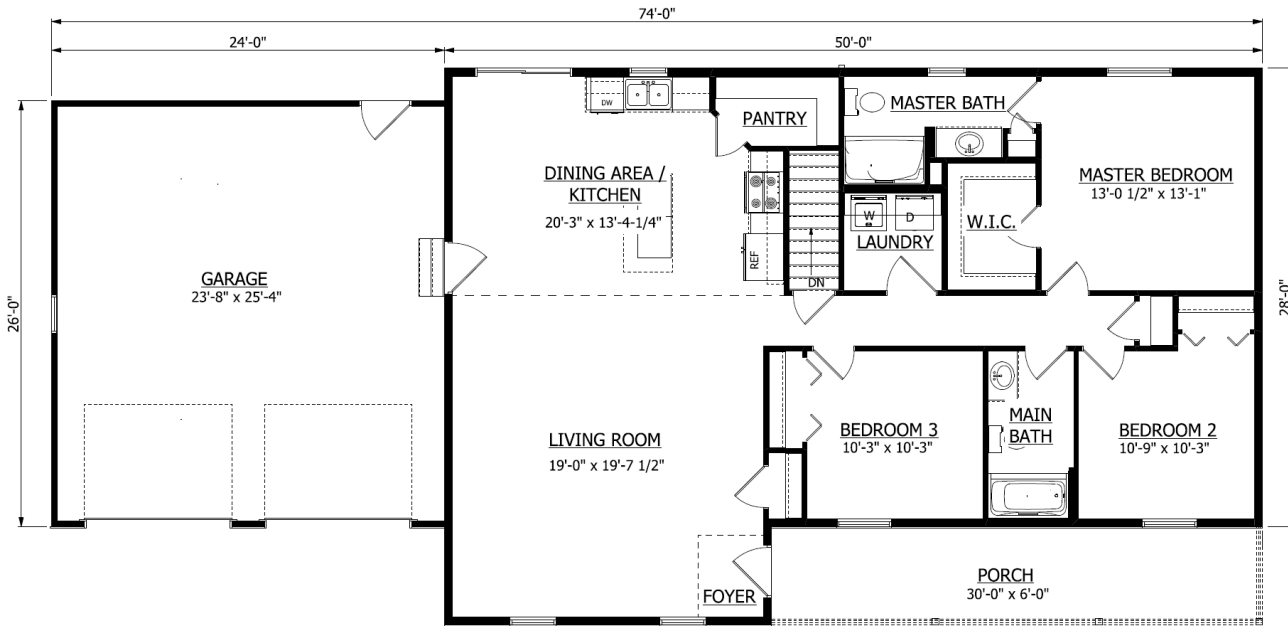 74'-0"
24'-0"
50'-0"
DW
PANTRY
MASTER BATH
DINING AREA /
KITCHEN
20'-3" x 13'-4-1/4"
MASTER BEDROOM
13'-0 1/2" x 13'-1"
W
D
LAUNDRY
W.I.C.
REF
DN
GARAGE
23'-8" x 25'-4"
26'-0"
28'-0"
LIVING ROOM
19'-0" x 19'-7 1/2"
BEDROOM 3
10'-3" x 10'-3"
MAIN
BATH
BEDROOM 2
10'-9" x 10'-3"
FOYER
PORCH
30'-0" x 6'-0"